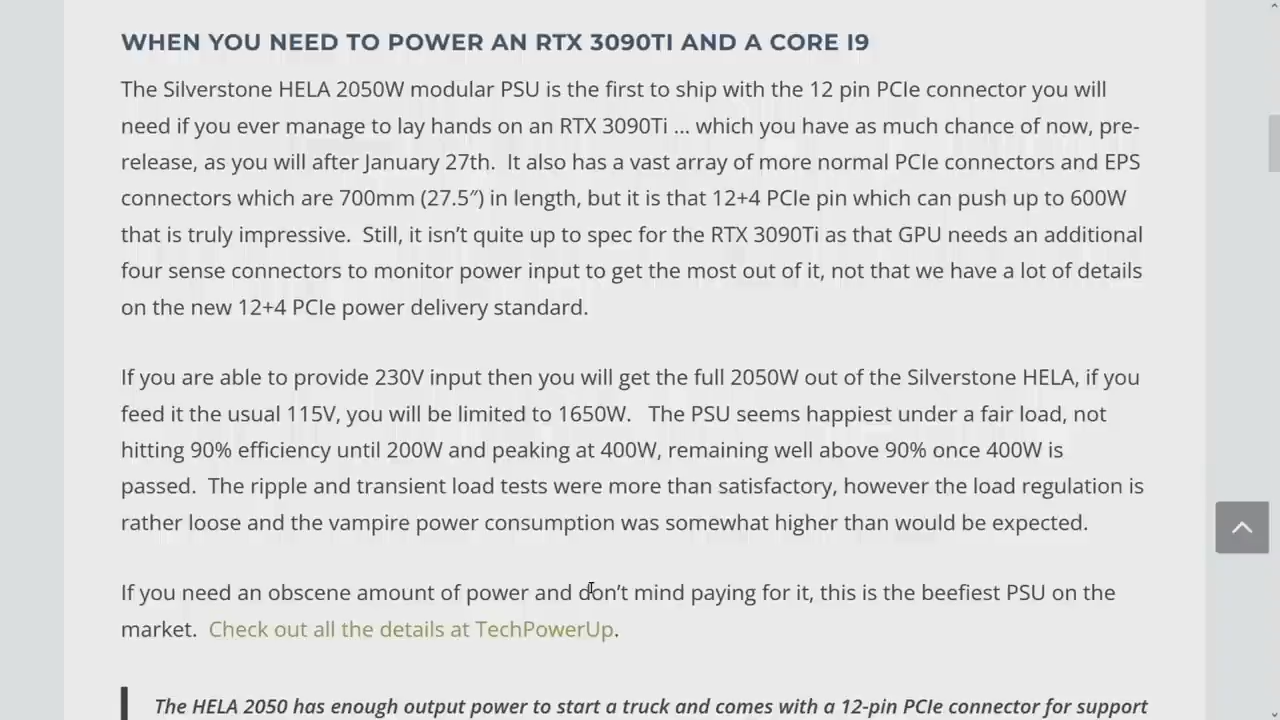 WHEN YOU NEED TO POWER AN RTX 3090TI AND A CORE I9
The Silverstone HELA 2050W modular PSU is the first to ship with the 12 pin PCIe connector you will
need if you ever manage to lay hands on an RTX 3090Ti ... which you have as much chance of now, pre-
release, as you will after January 27th.  It also has a vast array of more normal PCIe connectors and EPS
connectors which are 700mm (27.5″) in length, but it is that 12+4 PCIe pin which can push up to 600W
that is truly impressive.  Still, it isn't quite up to spec for the RTX 3090Ti as that GPU needs an additional
four sense connectors to monitor power input to get the most out of it, not that we have a lot of details
on the new 12+4 PCIe power delivery standard.
If you are able to provide 230V input then you will get the full 2050W out of the Silverstone HELA, if you
feed it the usual 115V, you will be limited to 1650W.   The PSU seems happiest under a fair load, not
hitting 90% efficiency until 200W and peaking at 400W, remaining well above 90% once 400W is
passed.  The ripple and transient load tests were more than satisfactory, however the load regulation is
rather loose and the vampire power consumption was somewhat higher than would be expected.
If you need an obscene amount of power and don't mind paying for it, this is the beefiest PSU on the
market.  Check out all the details at TechPowerUp.
The HELA 2050 has enough output power to start a truck and comes with a 12-pin PCIe connector for support